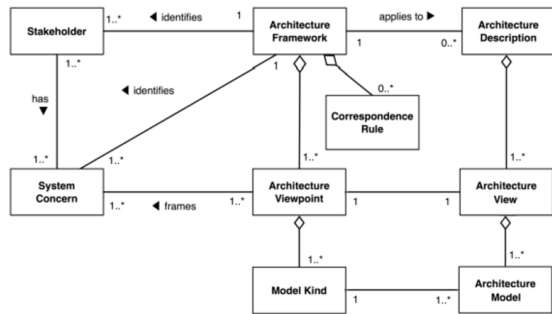 1..*
◀ identifies
1
Stakeholder
Architecture
Framework
applies to ▶
1
0..*
Architecture
Description
1..*
has
▼
◀ identifies
1
0..*
Correspondence
Rule
1..*
1..*
1..*
1..*
System
Concern
1..*
◀ frames
1..*
Architecture
Viewpoint
1
1
Architecture
View
1..*
1..*
Model Kind
1
1..*
Architecture
Model